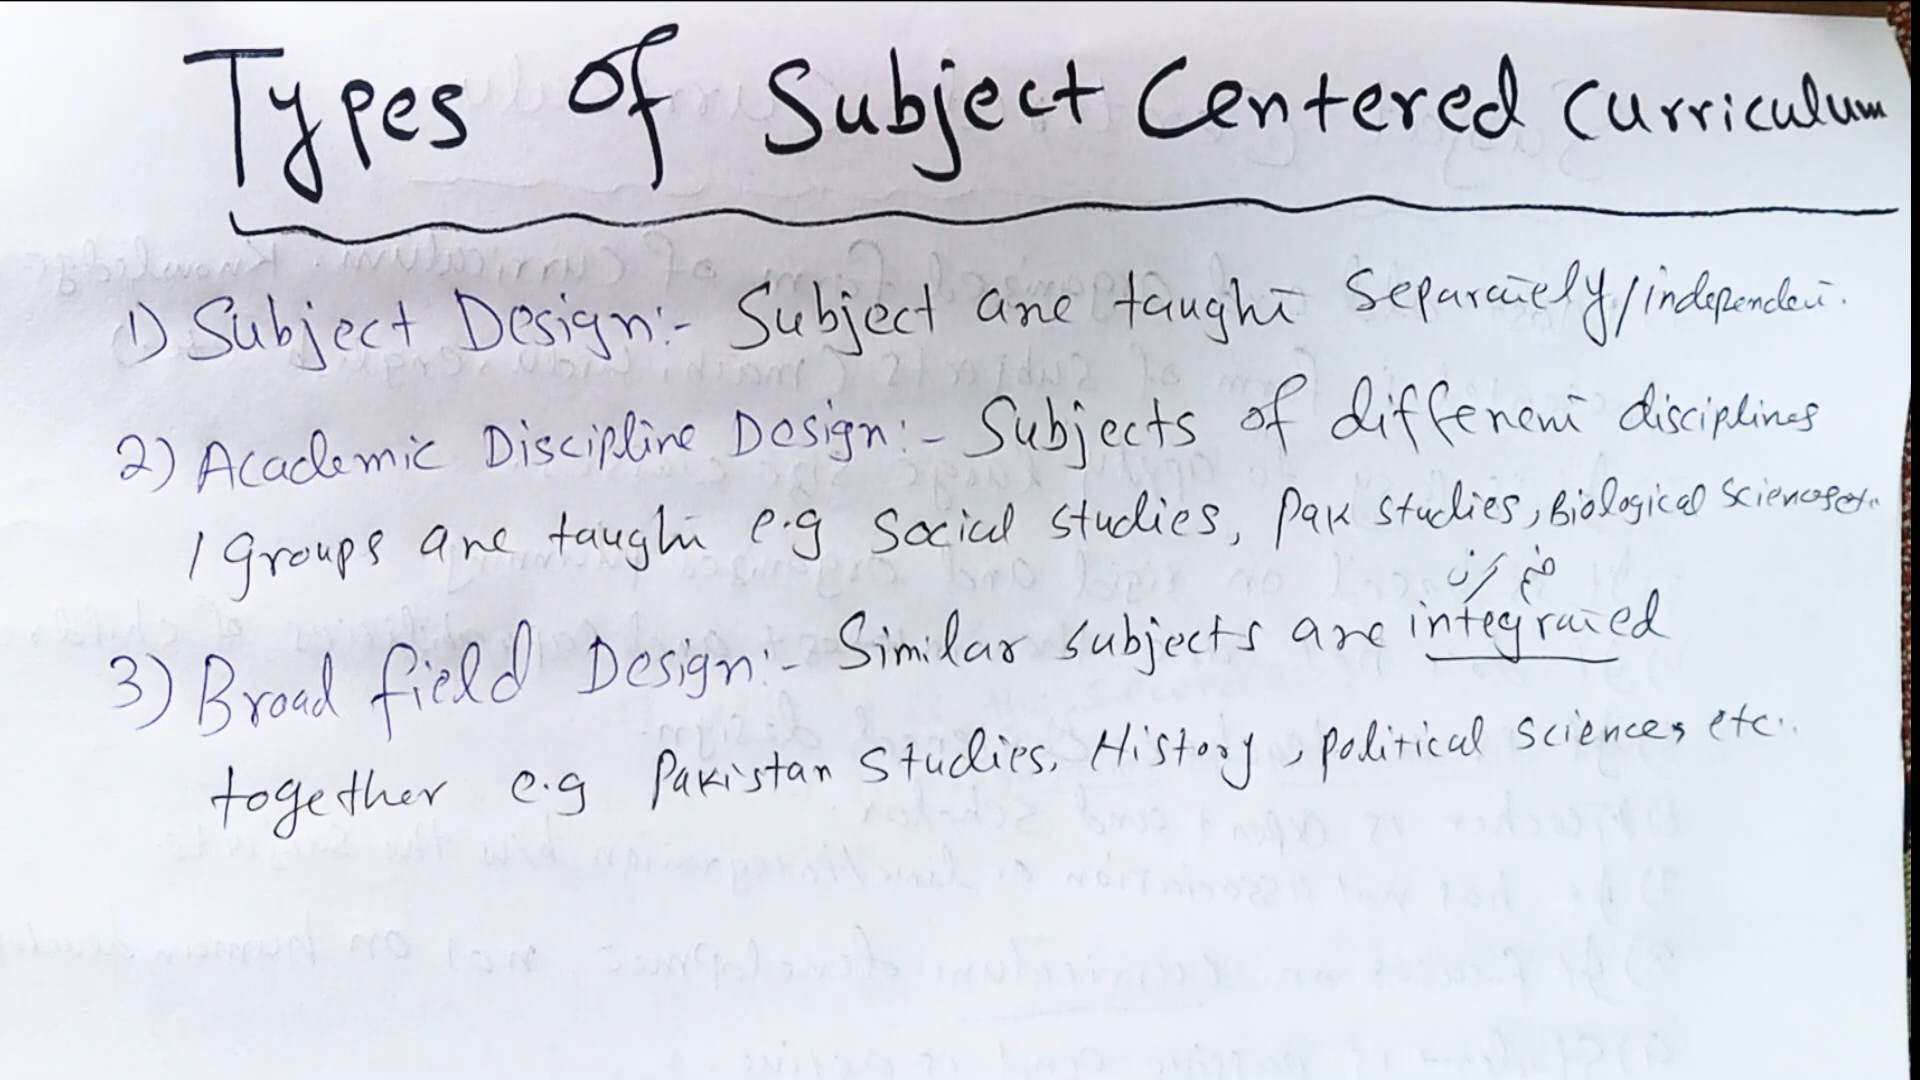 Types of Subject Centered Curriculum
1) Subject Design:- Subject are taught Separately/independent.
2) Academic Discipline Design:- Subjects of different disciplines
/groups are taught e.g Social studies, Pak studies, Biological Sciences etc.
3) Broad field Design:- Similar subjects are integrated
together e.g Pakistan Studies, History, political Sciences etc.